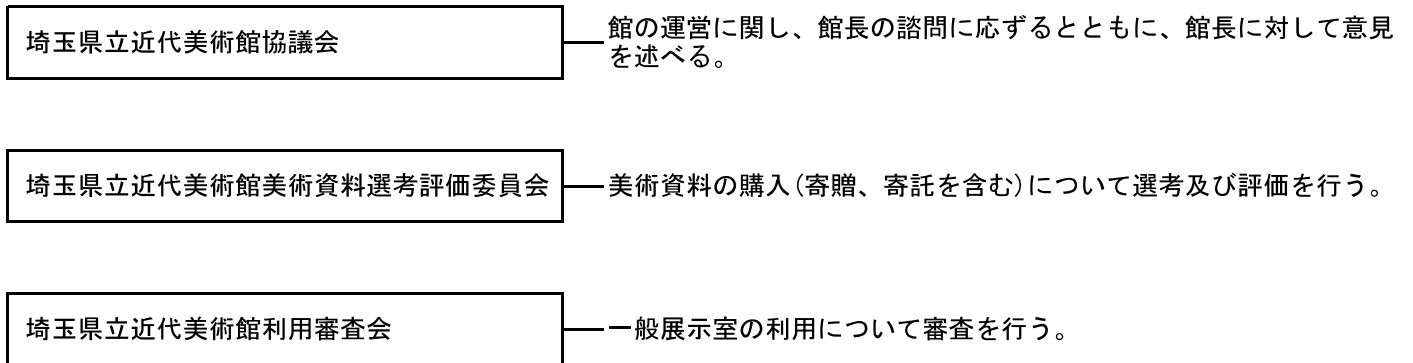 埼玉県立近代美術館協議会
館の運営に関し、館長の諮問に応ずるとともに、館長に対して意見
を述べる。
埼玉県立近代美術館美術資料選考評価委員会
美術資料の購入(寄贈、寄託を含む)について選考及び評価を行う。
埼玉県立近代美術館利用審査会
一般展示室の利用について審査を行う。